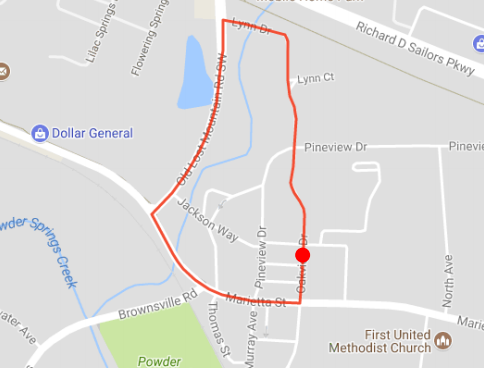 Lynn Dr
Richard D Sailors Pkwy
Lilac Springs
Flowering Spring
Lynn Ct
Old Lost Mountain Rd SW
Dollar General
Pineview Dr
Pineview
Jackson Way
Powder Springs
Creek
Pineview Dr
Oakview Dr
North Ave
Brownsville Rd
Marietta St
Thomas St
Murray Ave
First United
Methodist Church
Powder